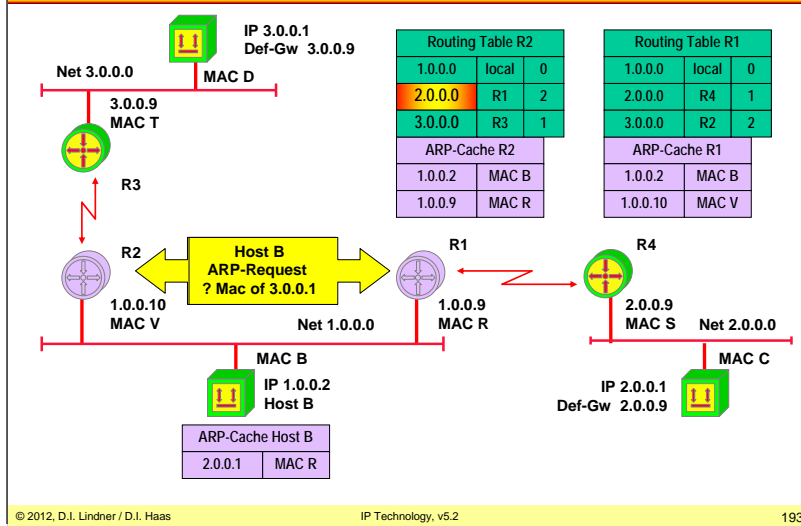 IP 3.0.0.1
Def-Gw 3.0.0.9
Net 3.0.0.0
MAC D
3.0.0.9
MAC T
R3
Routing Table R2
1.0.0.0 local 0
2.0.0.0 R1 2
3.0.0.0 R3 1
ARP-Cache R2
1.0.0.2 MAC B
1.0.0.9 MAC R
Routing Table R1
1.0.0.0 local 0
2.0.0.0 R4 1
3.0.0.0 R2 2
ARP-Cache R1
1.0.0.2 MAC B
1.0.0.10 MAC V
R2
Host B
ARP-Request
? Mac of 3.0.0.1
R1
R4
1.0.0.10
MAC V
Net 1.0.0.0
1.0.0.9
MAC R
2.0.0.9
MAC S
Net 2.0.0.0
MAC B
IP 1.0.0.2
Host B
MAC C
IP 2.0.0.1
Def-Gw 2.0.0.9
ARP-Cache Host B
2.0.0.1 MAC R
© 2012, D.I. Lindner / D.I. Haas
IP Technology, v5.2
193